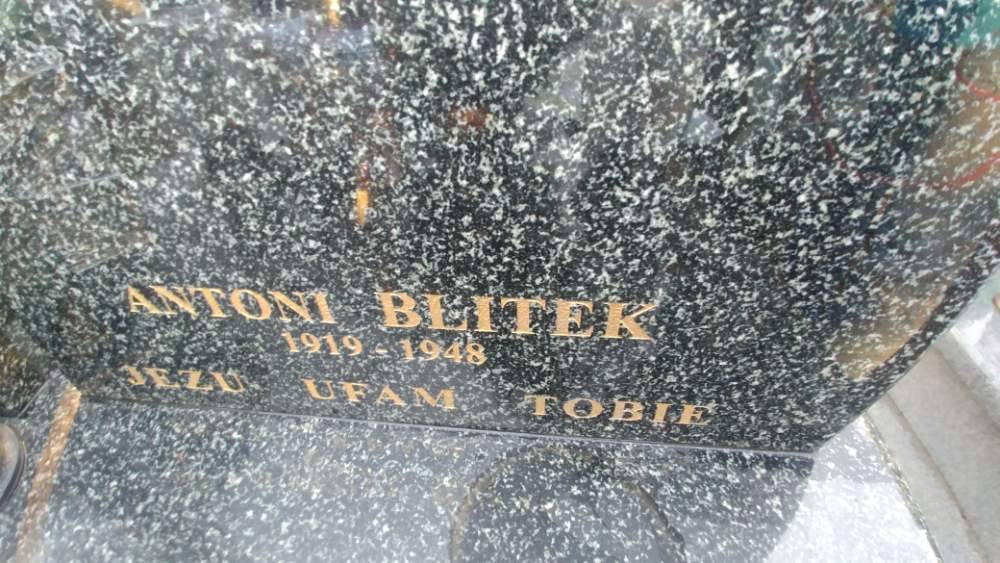 ANTONI BLITEK
1919-1948
JEZU UFAM TOBIE